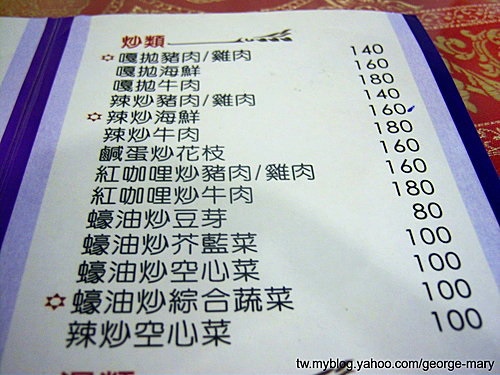 炒類
✡嘎拋豬肉/雞肉 140
嘎拋海鮮 160
嘎拋牛肉 180
辣炒豬肉/雞肉 140
✡辣炒海鮮 160
辣炒牛肉 180
鹹蛋炒花枝 160
紅咖哩炒豬肉/雞肉 160
紅咖哩炒牛肉 180
蠔油炒豆芽 80
蠔油炒芥藍菜 100
蠔油炒空心菜 100
✡蠔油炒綜合蔬菜 100
辣炒空心菜 100
tw.myblog.yahoo.com/george-mary